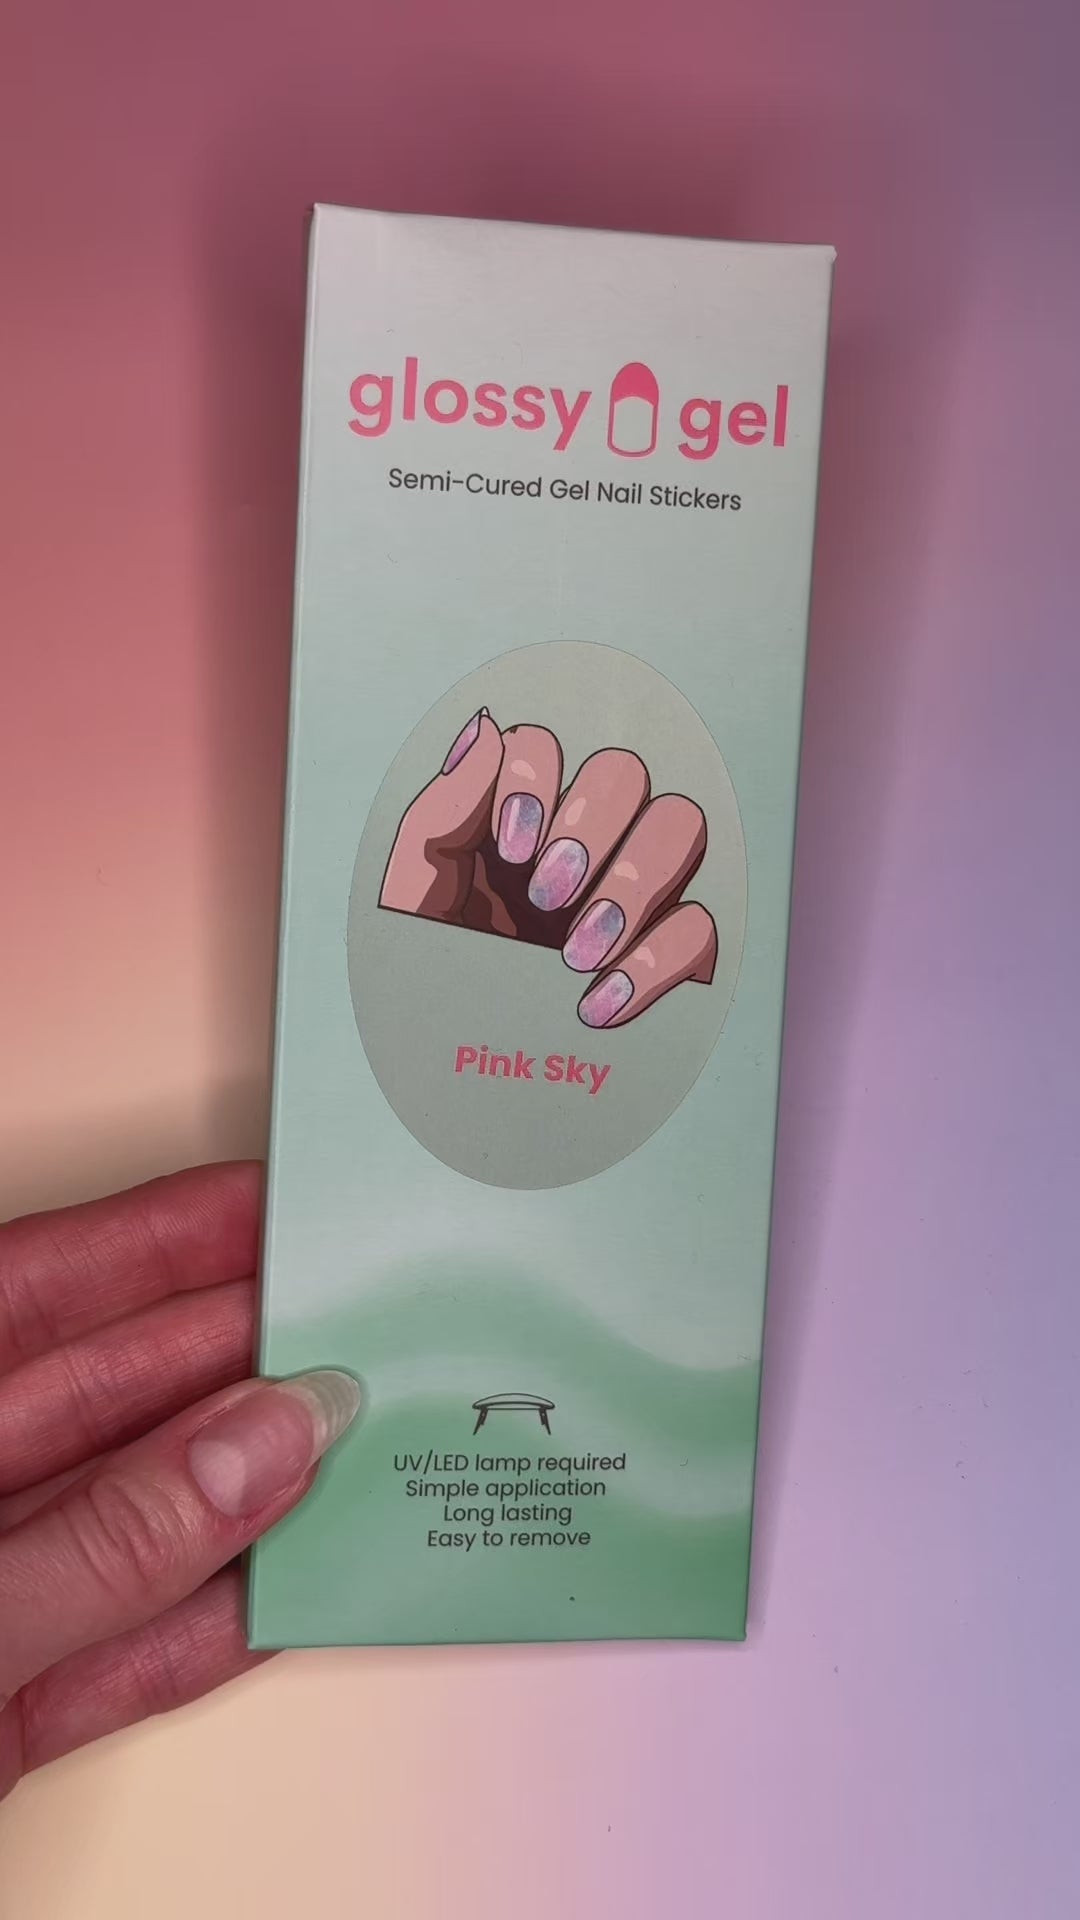 glossy gel
Semi-Cured Gel Nail Stickers
Pink Sky
UV/LED lamp required
Simple application
Long lasting
Easy to remove